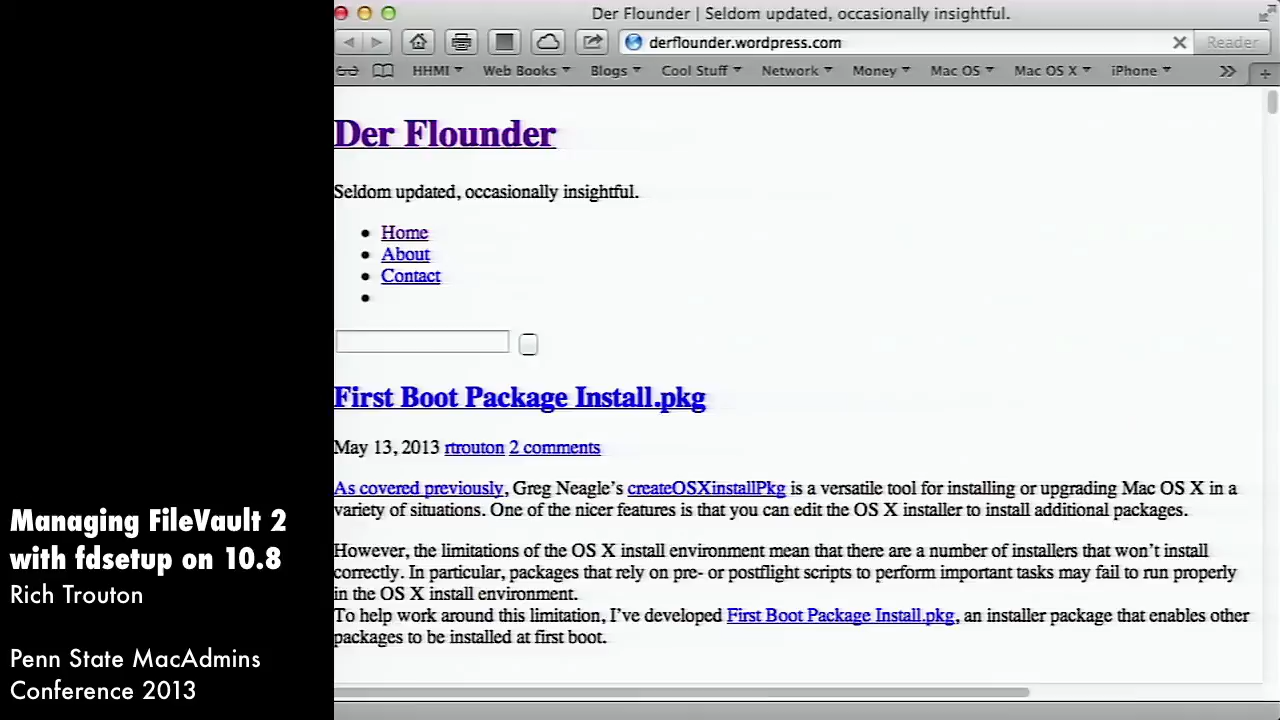 Der Flounder | Seldom updated, occasionally insightful.
derflounder.wordpress.com
Reader
HHMI
Web Books
Blogs
Cool Stuff
Network
Money
Mac OS
Mac OS X
iPhone
Der Flounder
Seldom updated, occasionally insightful.
Home
About
Contact
First Boot Package Install.pkg
May 13, 2013 rtrouton 2 comments
As covered previously, Greg Neagle's createOSXinstallPkg is a versatile tool for installing or upgrading Mac OS X in a
variety of situations. One of the nicer features is that you can edit the OS X installer to install additional packages.
However, the limitations of the OS X install environment mean that there are a number of installers that won't install
correctly. In particular, packages that rely on pre- or postflight scripts to perform important tasks may fail to run properly
in the OS X install environment.
To help work around this limitation, I've developed First Boot Package Install.pkg, an installer package that enables other
packages to be installed at first boot.
Managing FileVault 2
with fdsetup on 10.8
Rich Trouton
Penn State MacAdmins
Conference 2013